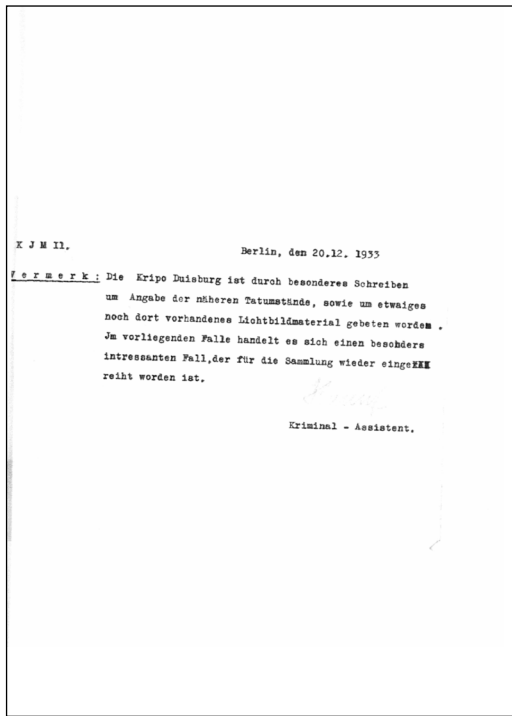 K J M II.
Berlin, den 20.12. 1933
Vermerk: Die Kripo Duisburg ist durch besonderes Schreiben
um Angabe der näheren Tatumstände, sowie um etwaiges
noch dort vorhandenes Lichtbildmaterial gebeten worden .
Jm vorliegenden Falle handelt es sich einen besohders
intressanten Fall,der für die Sammlung wieder einge
reiht worden ist.
Kriminal - Assistent.